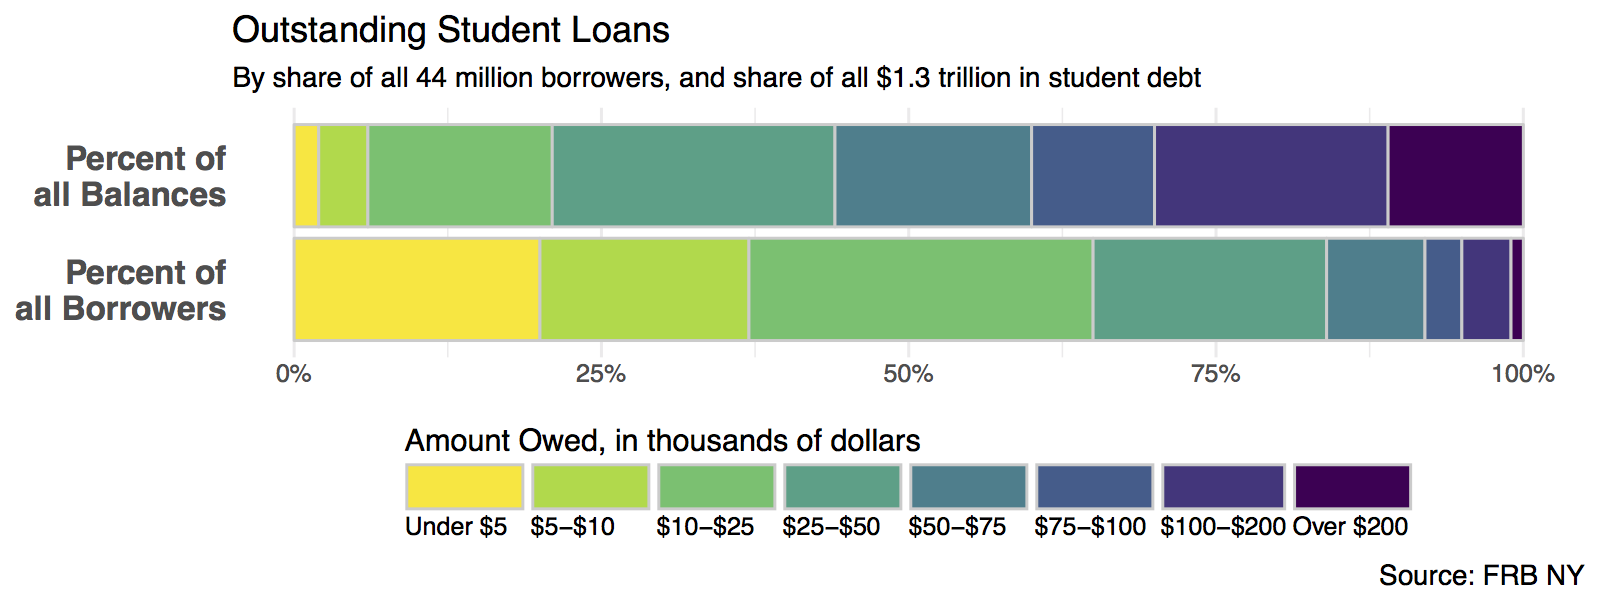 Outstanding Student Loans
By share of all 44 million borrowers, and share of all $1.3 trillion in student debt
Percent of
all Balances
Percent of
all Borrowers
0% 25% 50% 75% 100%
Amount Owed, in thousands of dollars
Under $5 $5–$10 $10–$25 $25–$50 $50–$75 $75–$100 $100–$200 Over $200
Source: FRB NY